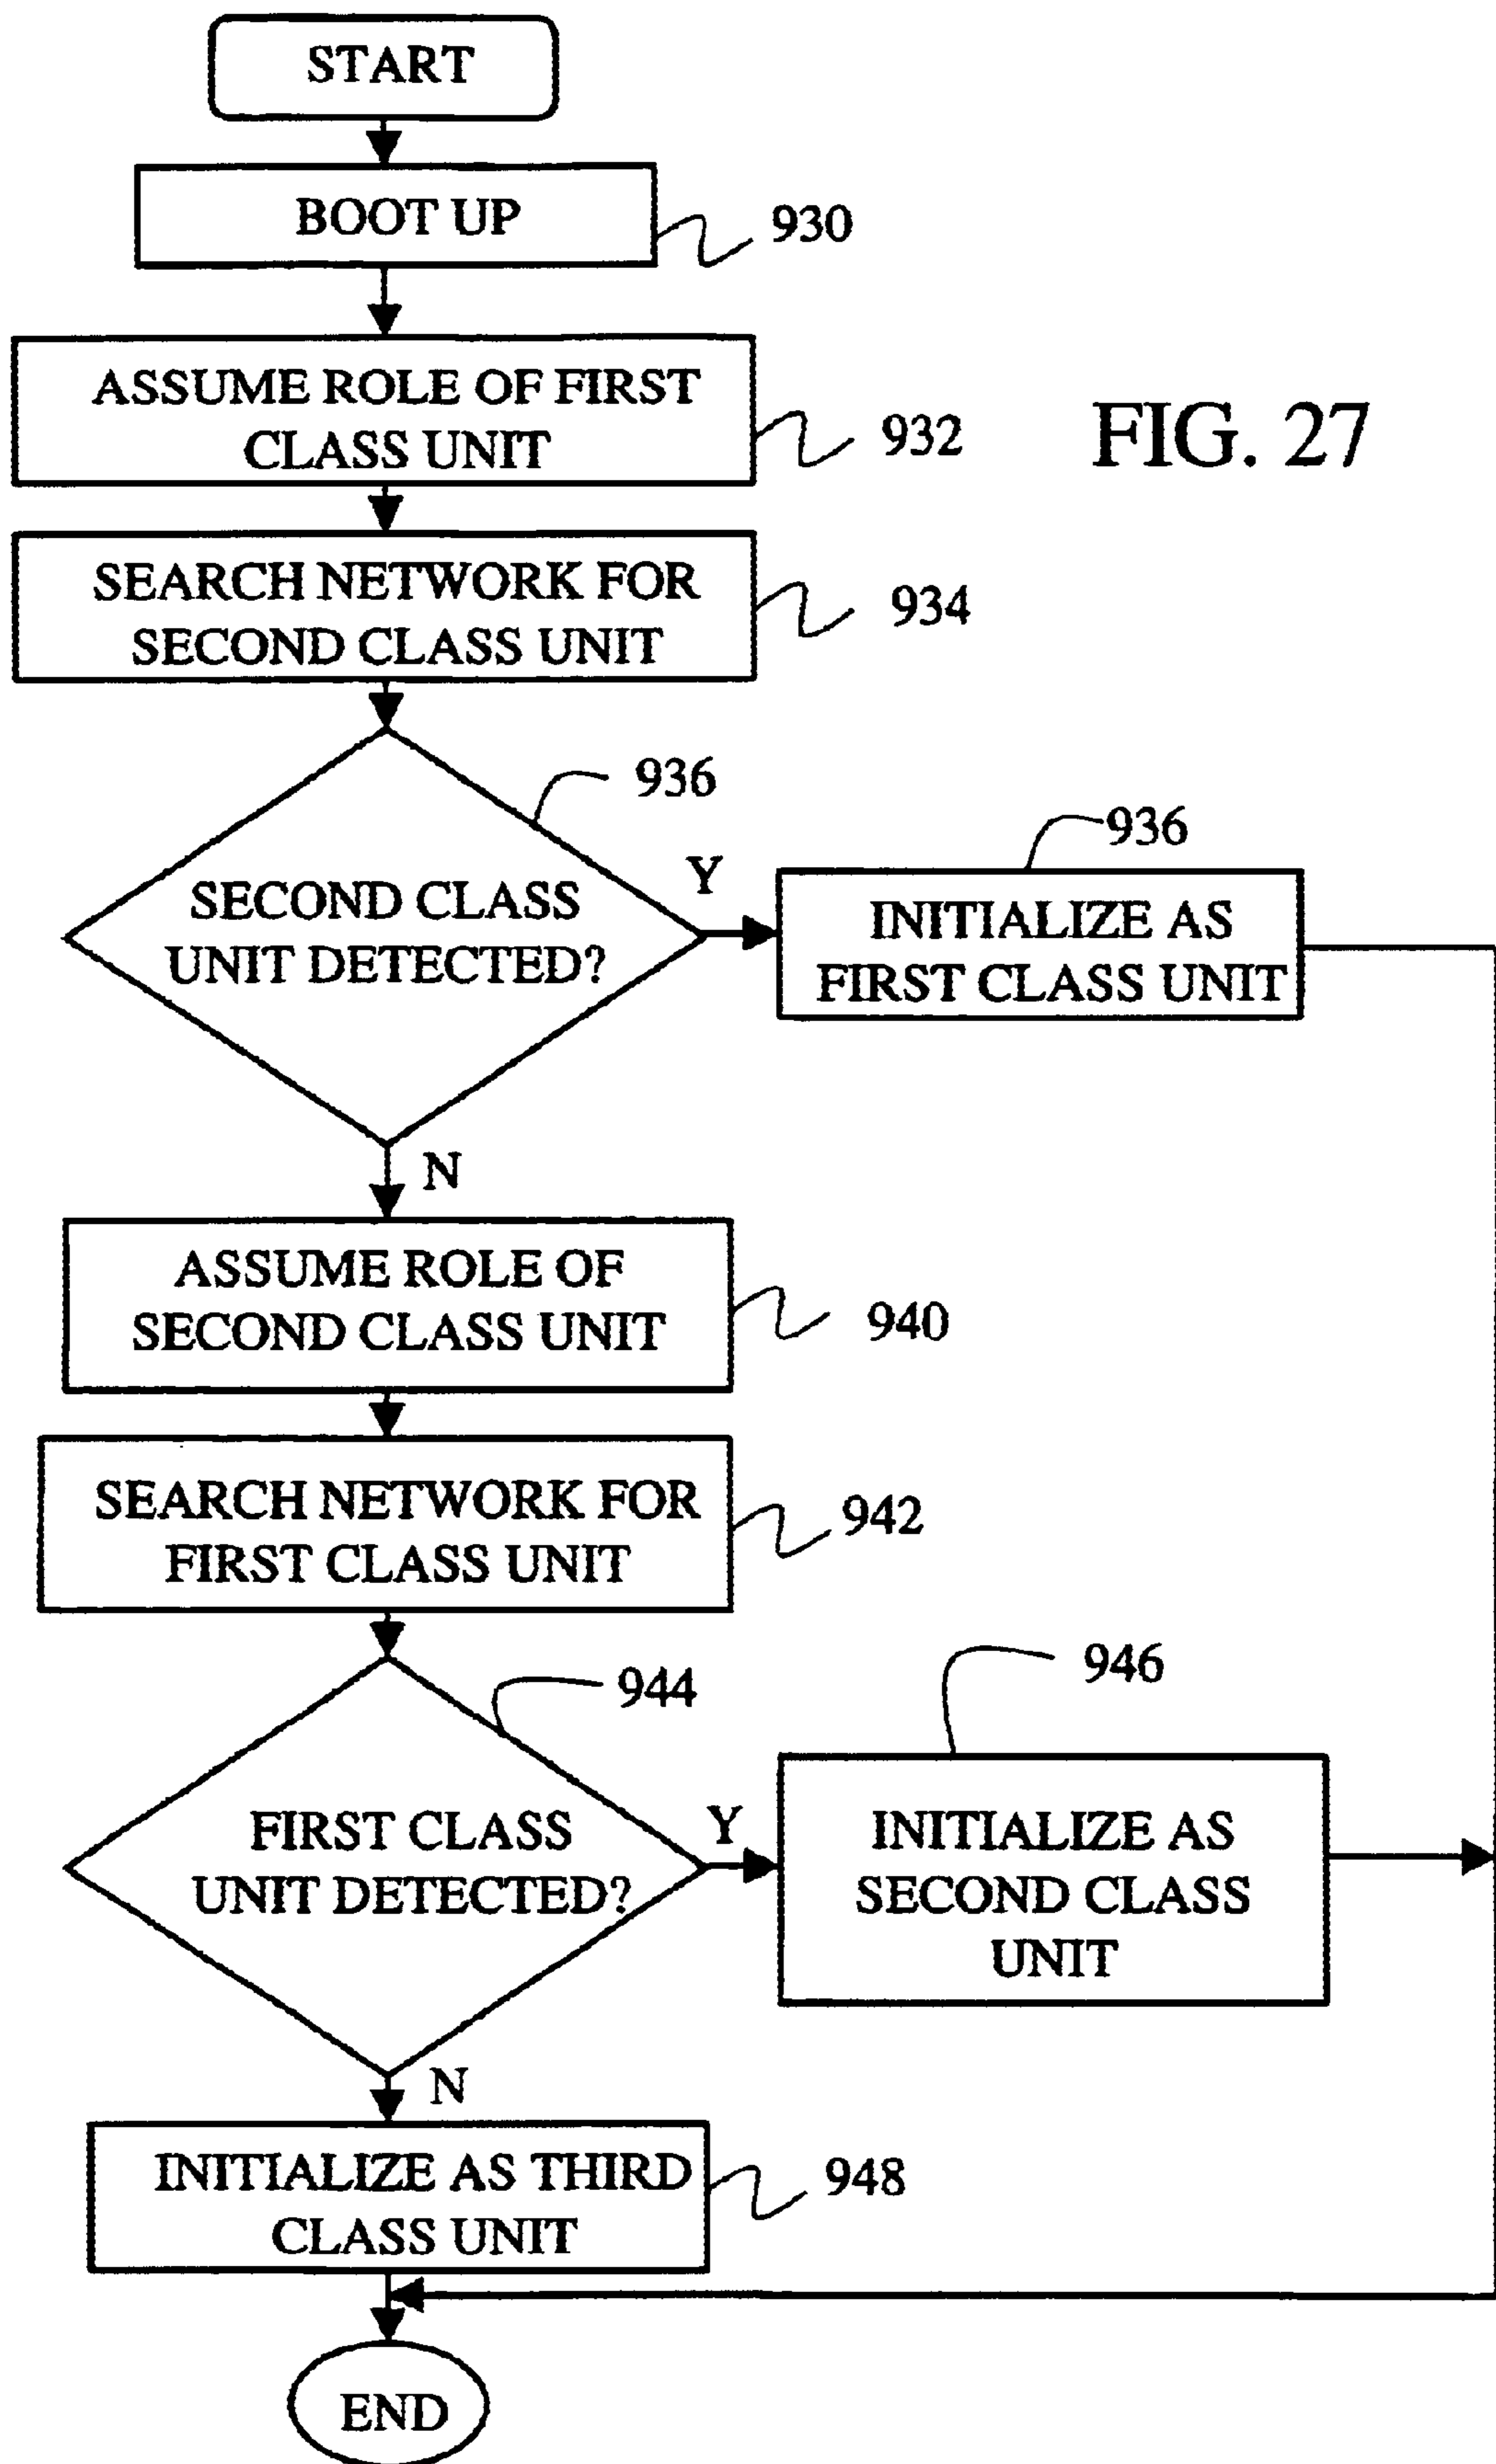 START
BOOT UP
930
ASSUME ROLE OF FIRST
CLASS UNIT
932
FIG. 27
SEARCH NETWORK FOR
SECOND CLASS UNIT
934
936
SECOND CLASS
UNIT DETECTED?
Y
936
INITIALIZE AS
FIRST CLASS UNIT
N
ASSUME ROLE OF
SECOND CLASS UNIT
940
SEARCH NETWORK FOR
FIRST CLASS UNIT
942
944
FIRST CLASS
UNIT DETECTED?
Y
946
INITIALIZE AS
SECOND CLASS
UNIT
N
INITIALIZE AS THIRD
CLASS UNIT
948
END